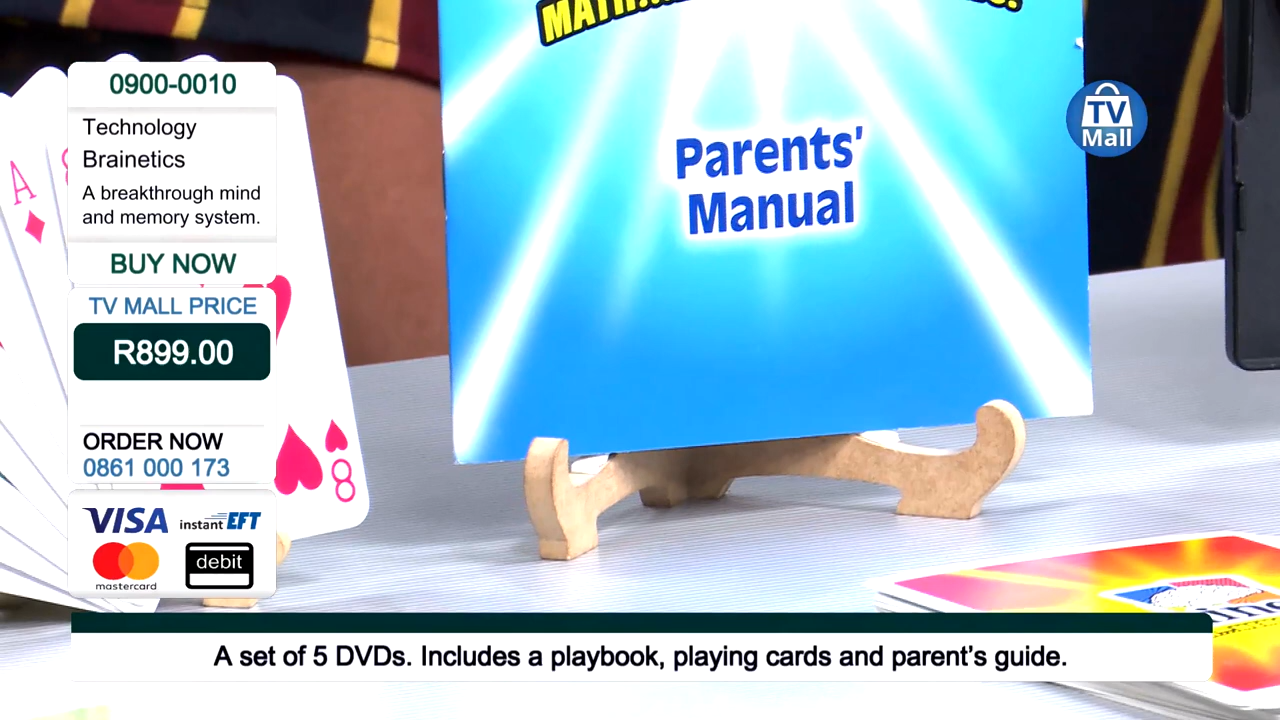 0900-0010
Technology
Brainetics
A breakthrough mind
and memory system.
BUY NOW
TV MALL PRICE
R899.00
ORDER NOW
0861 000 173
VISA
instant EFT
mastercard
debit
A
8
Parents’
Manual
TV
Mall
A set of 5 DVDs. Includes a playbook, playing cards and parent’s guide.